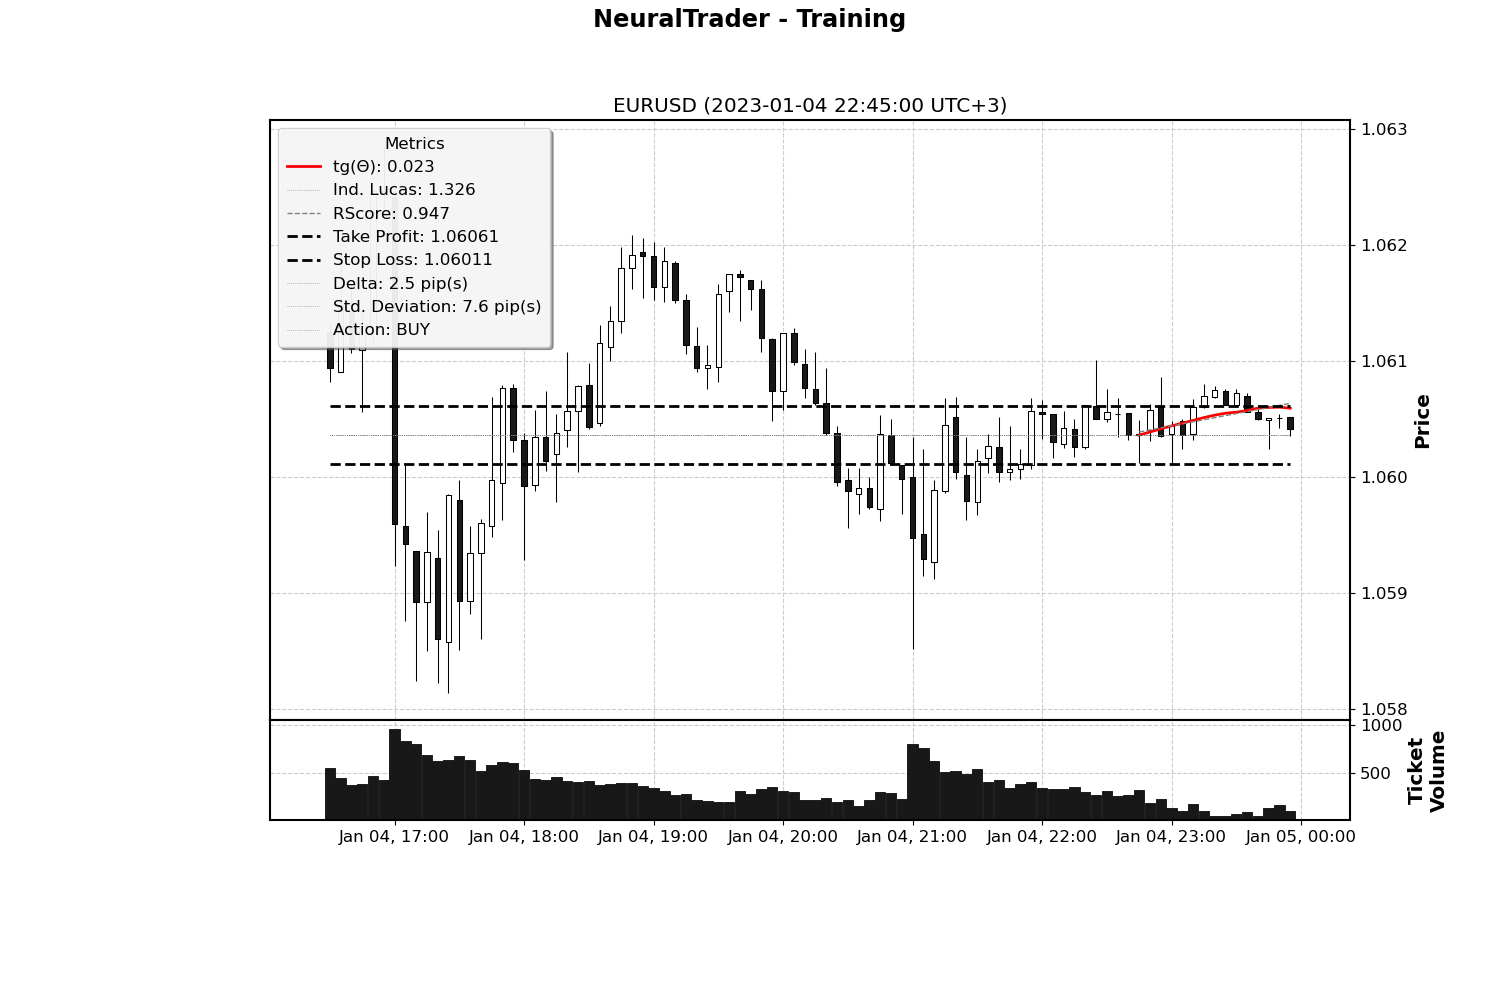 NeuralTrader - Training
EURUSD (2023-01-04 22:45:00 UTC+3)
Metrics
tg(Θ): 0.023
Ind. Lucas: 1.326
RScore: 0.947
Take Profit: 1.06061
Stop Loss: 1.06011
Delta: 2.5 pip(s)
Std. Deviation: 7.6 pip(s)
Action: BUY
1.063
1.062
1.061
1.060
1.059
1.058
Price
1000
500
Ticket
Volume
Jan 04, 17:00
Jan 04, 18:00
Jan 04, 19:00
Jan 04, 20:00
Jan 04, 21:00
Jan 04, 22:00
Jan 04, 23:00
Jan 05, 00:00